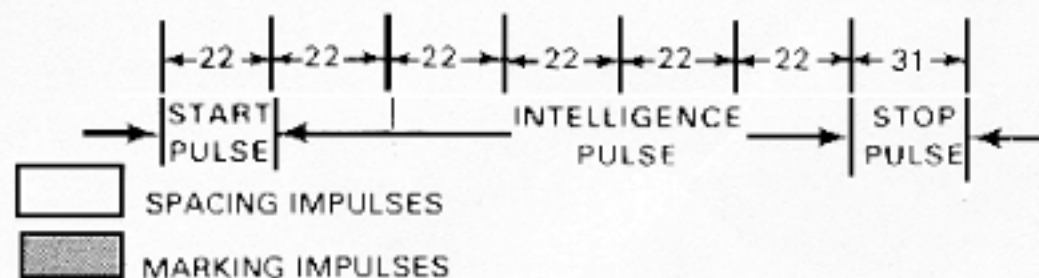 22 22 22 22 22 22 31
START PULSE
INTELLIGENCE PULSE
STOP PULSE
SPACING IMPULSES
MARKING IMPULSES